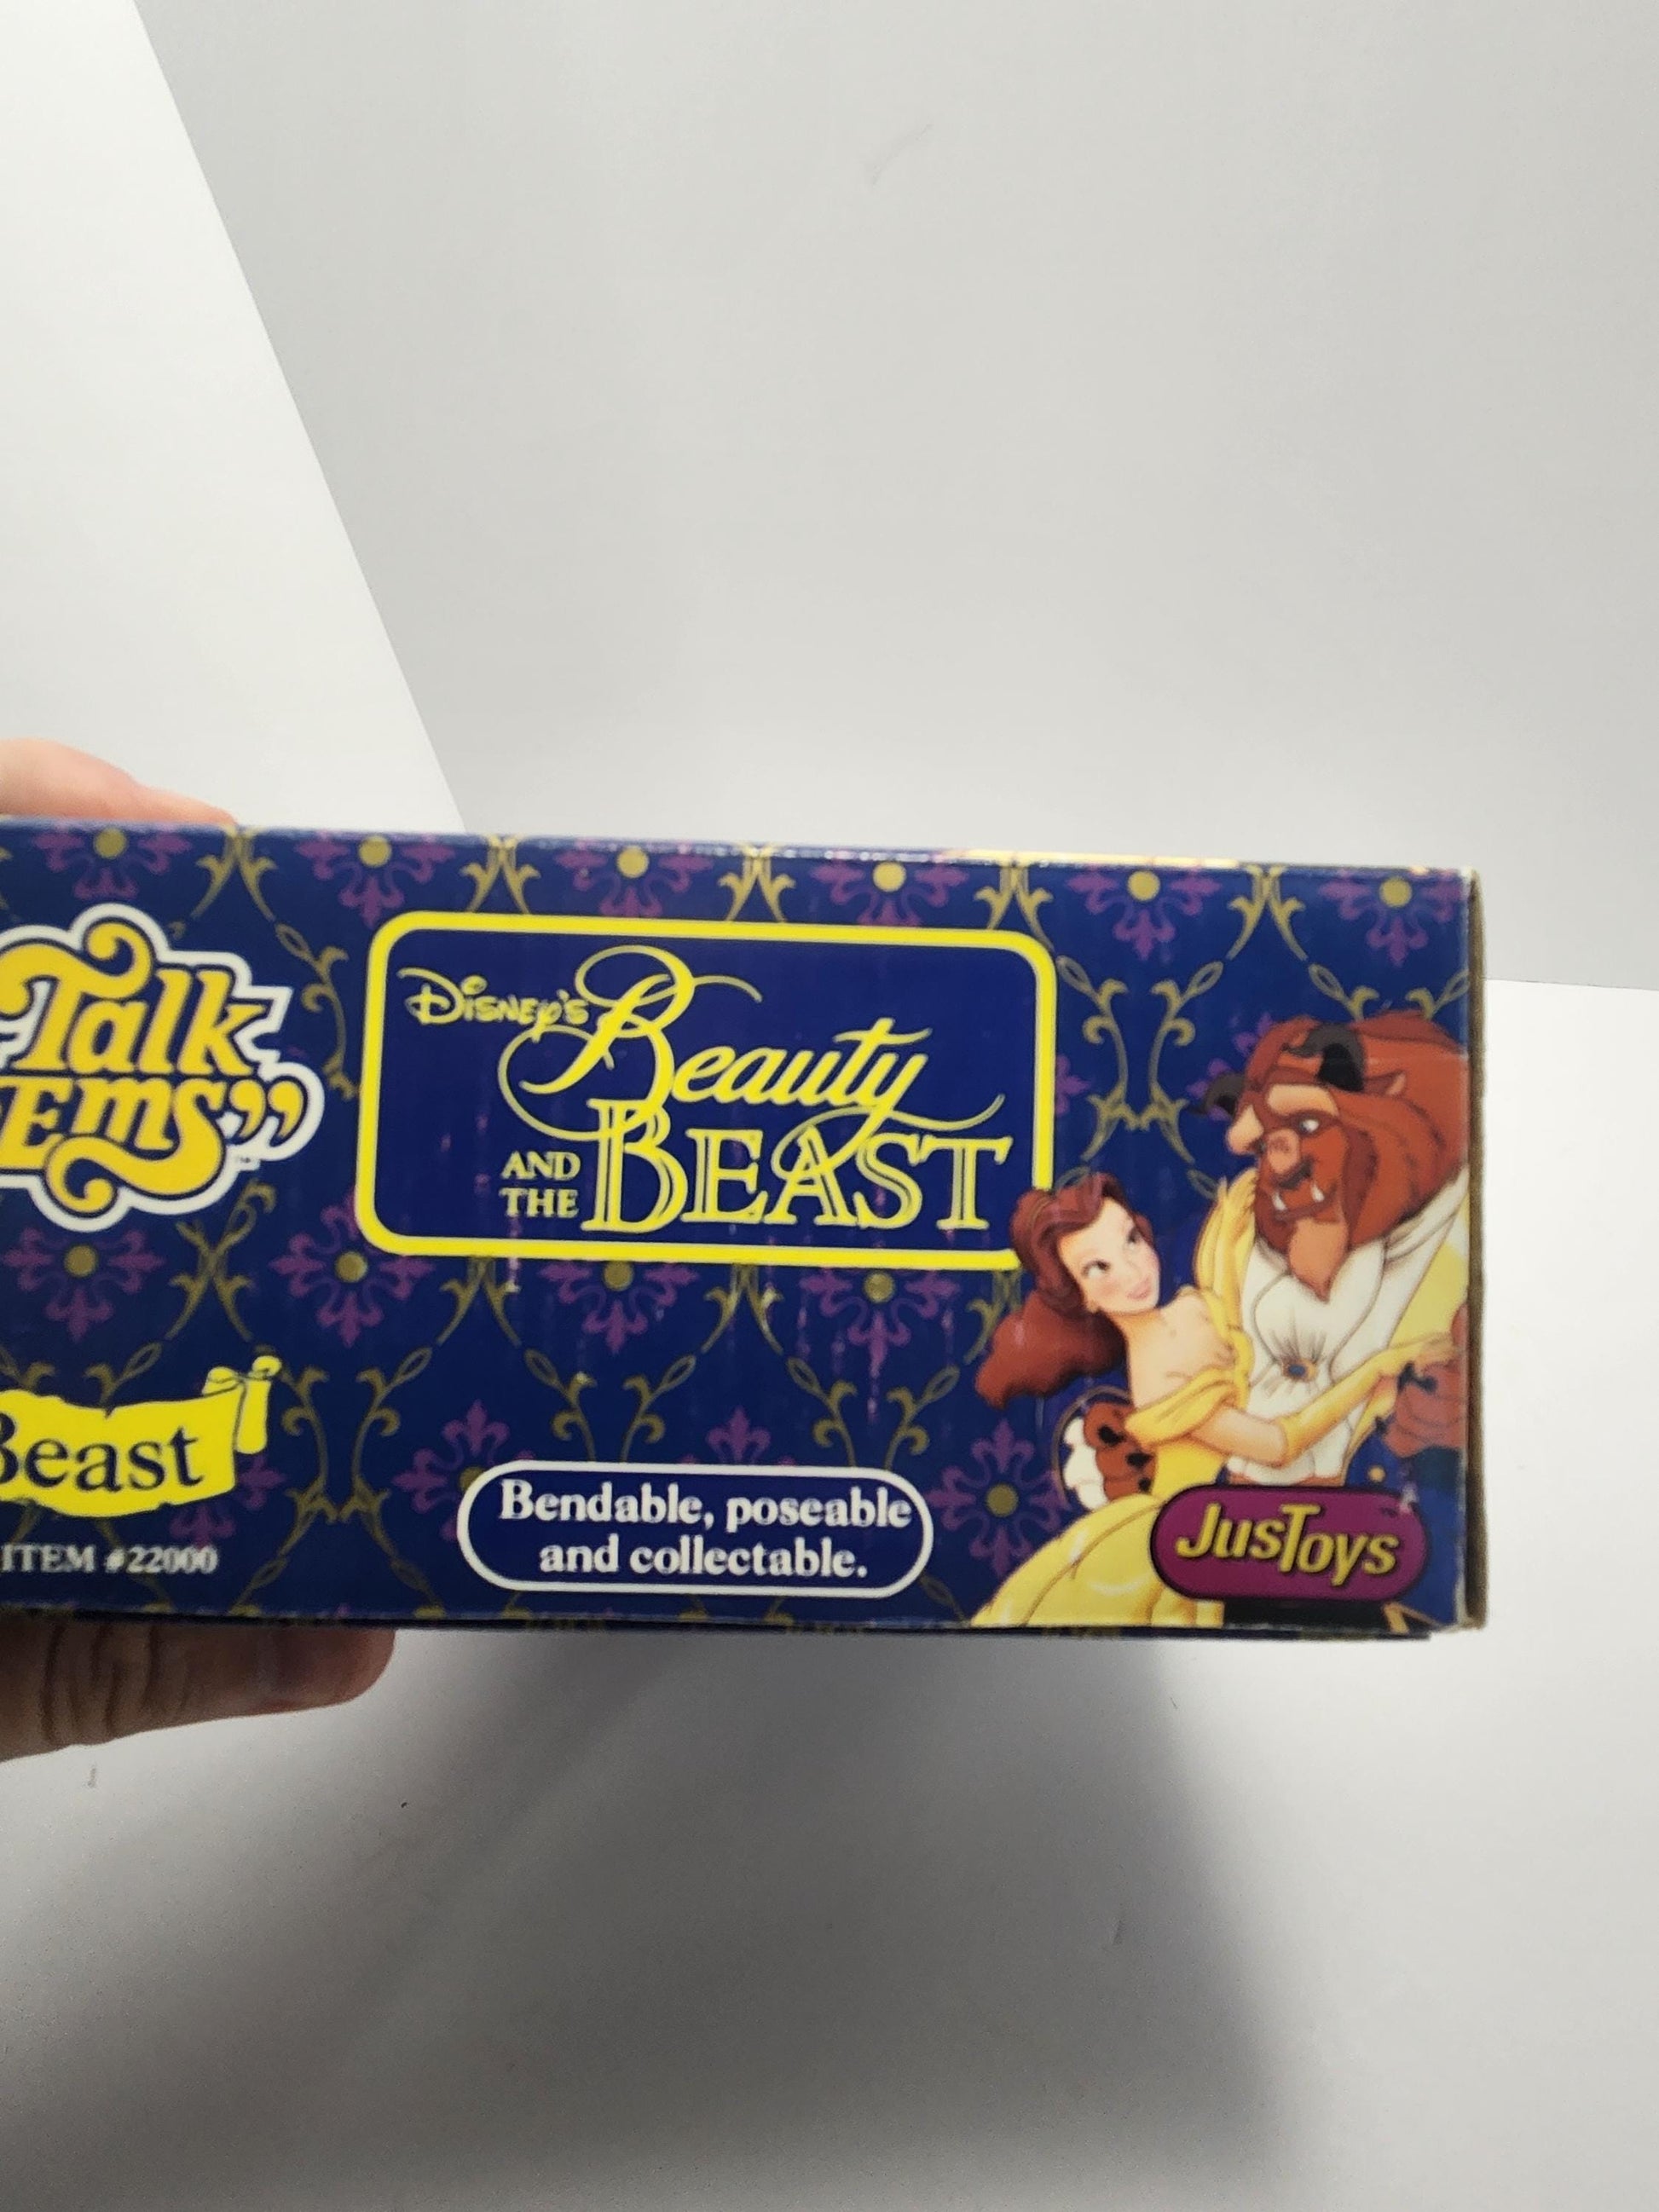 Talk
'Ems"
Disney's
Beauty
AND
THE
BEAST
Beast
ITEM #22000
Bendable, poseable
and collectable.
JusToys